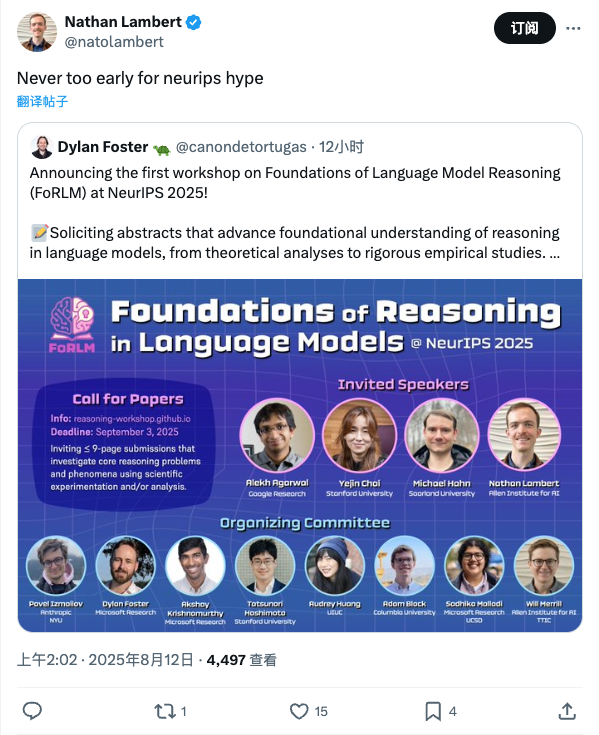 Nathan Lambert
@natolambert
订阅
Never too early for neurips hype
翻译帖子
Dylan Foster 🐢 @canondetortugas · 12小时
Announcing the first workshop on Foundations of Language Model Reasoning
(FoRLM) at NeurIPS 2025!
📝Soliciting abstracts that advance foundational understanding of reasoning
in language models, from theoretical analyses to rigorous empirical studies. ...
FoRLM
Foundations of Reasoning
in Language Models @ NeurIPS 2025
Call for Papers
Info: reasoning-workshop.github.io
Deadline: September 3, 2025
Inviting ≤ 9-page submissions that
investigate core reasoning problems
and phenomena using scientific
experimentation and/or analysis.
Invited Speakers
Alekh Agarwal
Google Research
Yejin Choi
Stanford University
Michael Hahn
Saarland University
Nathan Lambert
Allen Institute for AI
Organizing Committee
Pavel Izmailov
Anthropic
NYU
Dylan Foster
Microsoft Research
Akshay
Krishnamurthy
Microsoft Research
Tatsunori
Hashimoto
Stanford University
Audrey Huang
UIUC
Adam Block
Columbia University
Sadhika Malladi
Microsoft Research
UCSD
Will Merrill
Allen Institute for AI
TTIC
上午2:02 · 2025年8月12日 · 4,497 查看
1
15
4